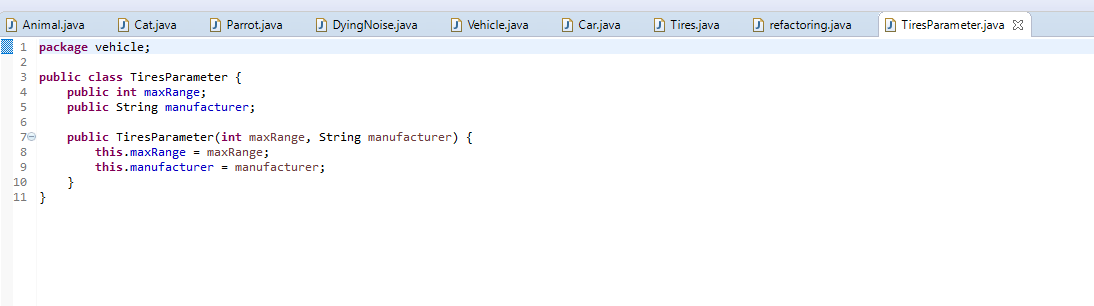 Animal.java Cat.java Parrot.java DyingNoise.java Vehicle.java Car.java Tires.java refactoring.java TiresParameter.java
1 package vehicle;
2
3 public class TiresParameter {
4     public int maxRange;
5     public String manufacturer;
6
7     public TiresParameter(int maxRange, String manufacturer) {
8         this.maxRange = maxRange;
9         this.manufacturer = manufacturer;
10     }
11 }